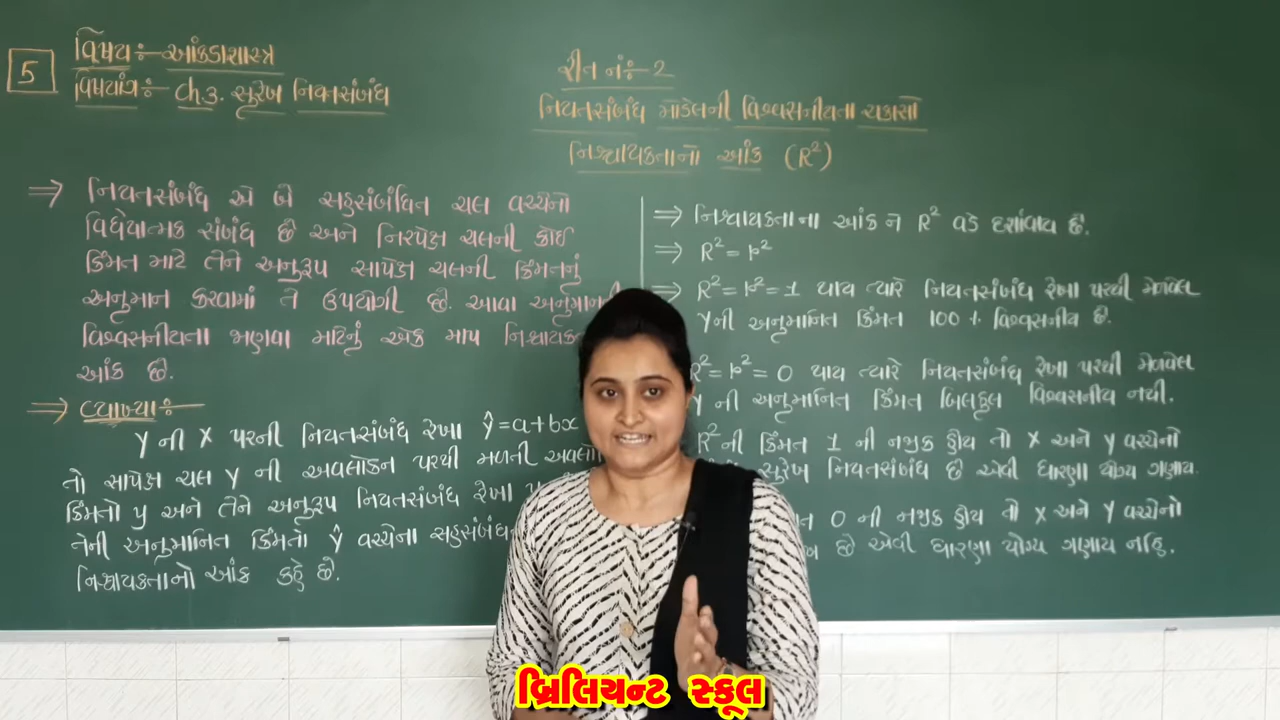 5
વિષય :- આંકડાશાસ્ત્ર
વિષયાંગ :- Ch.3. સુરેખ નિયતસંબંધ
રીત નં :- 2
નિયતસંબંધ મોડેલની વિશ્વસનીયતા ચકાસો
નિશ્ચાયકતાનો આંક (R²)
⇒ નિયતસંબંધ એ બે સહસંબંધિત ચલ વચ્ચેનો
વિધેયાત્મક સંબંધ છે અને નિરપેક્ષ ચલની કોઈ
કિંમત માટે તેને અનુરૂપ સાપેક્ષ ચલની કિંમતનું
અનુમાન કરવામાં તે ઉપયોગી છે. આવા અનુમાનની
વિશ્વસનીયતા જાણવા માટેનું એક માપ
આંક છે.
⇒ વ્યાખ્યા :-
Y ની X પરની નિયતસંબંધ રેખા ŷ=a+bx
તો સાપેક્ષ ચલ Y ની અવલોકન પરથી મળતી
કિંમતો y અને તેને અનુરૂપ નિયતસંબંધ રેખા
તેની અનુમાનિત કિંમતો ŷ વચ્ચેના
નિશ્ચાયકતાનો આંક કહે છે.
⇒ નિશ્ચાયકતાના આંક ને R² વડે દર્શાવાય છે.
⇒ R² = r²
⇒ R² = r² = 1 થાય ત્યારે નિયતસંબંધ રેખા પરથી મેળવેલ
Yની અનુમાનિત કિંમત 100 % વિશ્વસનીય છે.
R² = r² = 0 થાય ત્યારે નિયતસંબંધ રેખા પરથી મેળવેલ
Y ની અનુમાનિત કિંમત બિલકુલ વિશ્વસનીય નથી.
R² ની કિંમત 1 ની નજીક હોય તો X અને Y વચ્ચેનો
સુરેખ નિયતસંબંધ છે એવી ધારણા યોગ્ય ગણાય.
0 ની નજીક હોય તો X અને Y વચ્ચેનો
છે એવી ધારણા યોગ્ય ગણાય નહિ.
બ્રિલિયન્ટ સ્કૂલ